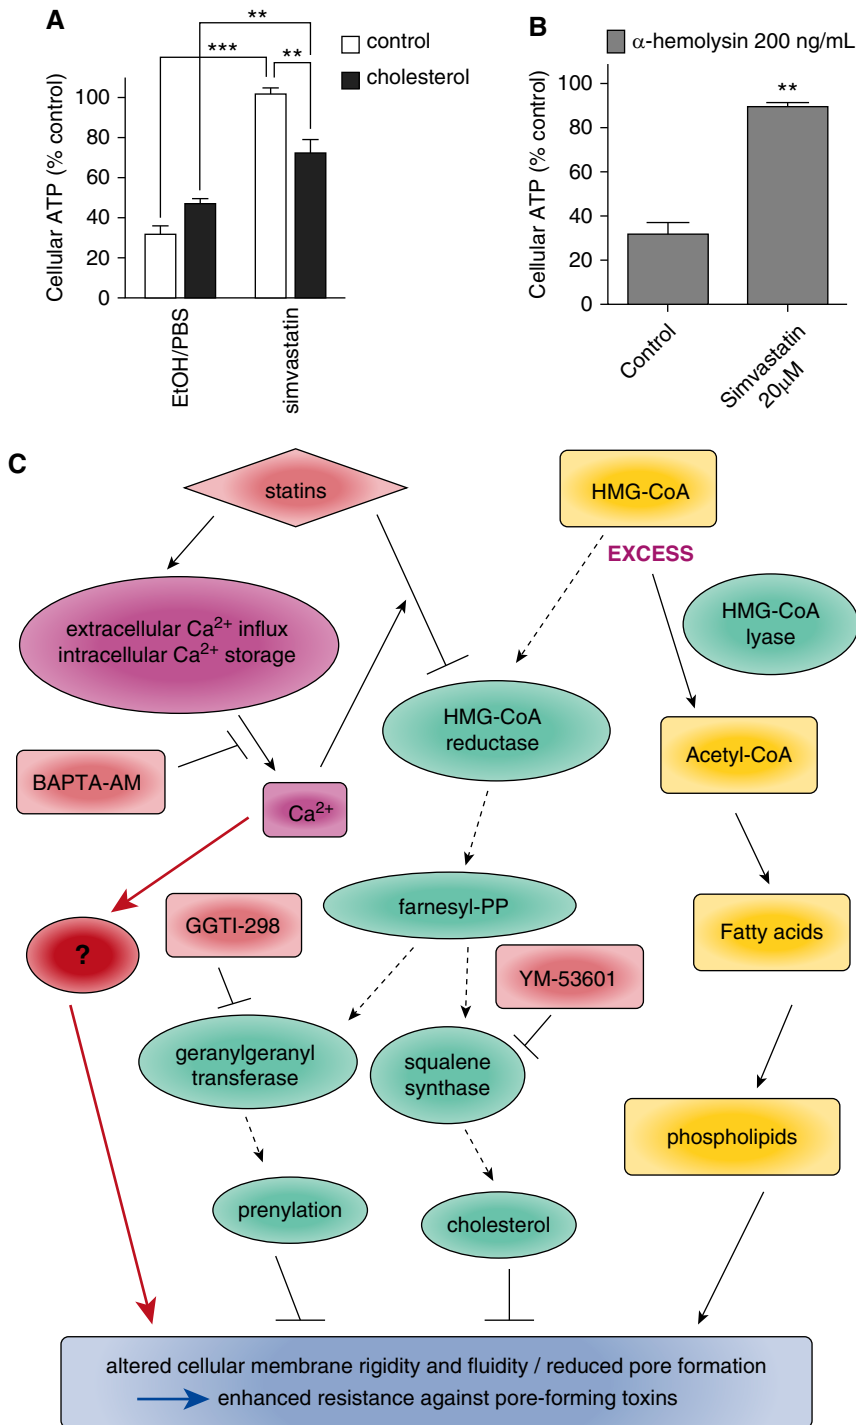 A
**
***
**
control
cholesterol
Cellular ATP (% control)
100
80
60
40
20
0
EtOH/PBS
simvastatin
B
α-hemolysin 200 ng/mL
**
Cellular ATP (% control)
100
80
60
40
20
0
Control
Simvastatin
20µM
C
statins
HMG-CoA
EXCESS
HMG-CoA
lyase
extracellular Ca²⁺ influx
intracellular Ca²⁺ storage
HMG-CoA
reductase
Acetyl-CoA
BAPTA-AM
Ca²⁺
farnesyl-PP
GGTI-298
Fatty acids
?
YM-53601
geranylgeranyl
transferase
squalene
synthase
phospholipids
prenylation
cholesterol
altered cellular membrane rigidity and fluidity / reduced pore formation
enhanced resistance against pore-forming toxins